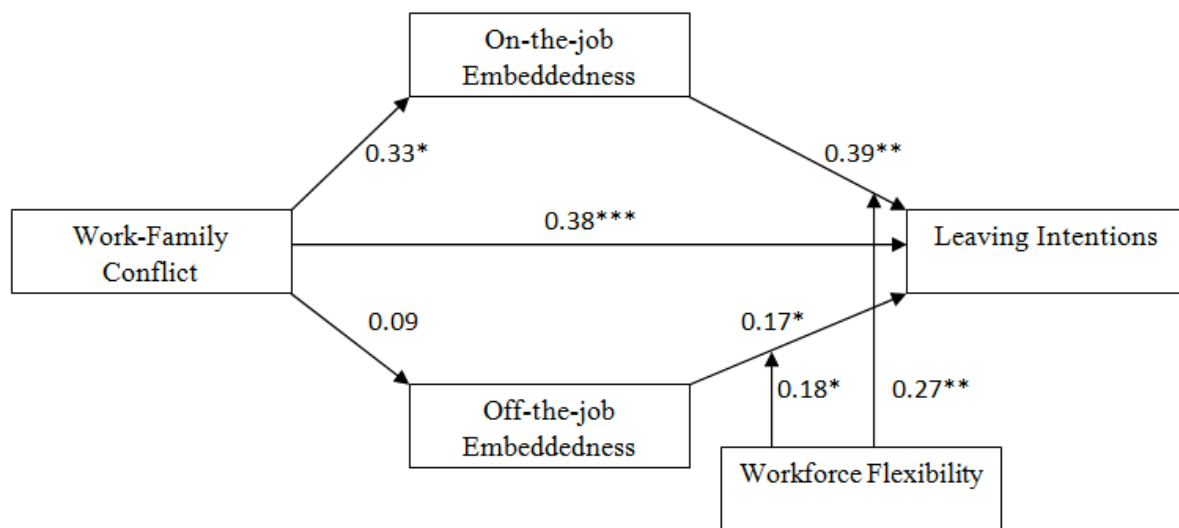 On-the-job
Embeddedness
0.33*
0.39**
Work-Family
Conflict
0.38***
Leaving Intentions
0.09
0.17*
Off-the-job
Embeddedness
0.18*
0.27**
Workforce Flexibility